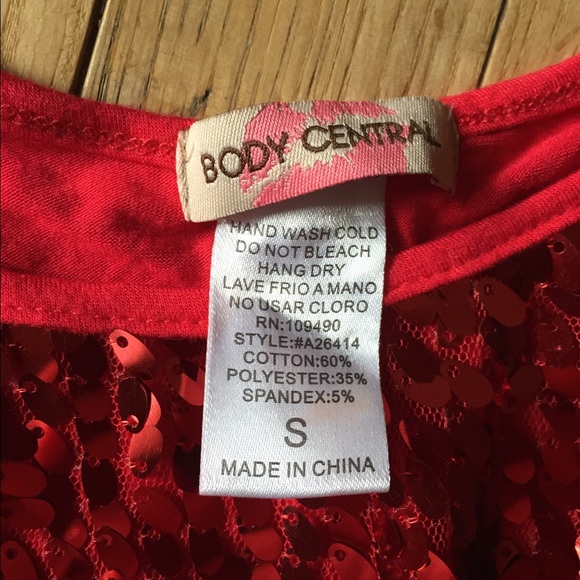 BODY CENTRAL
HAND WASH COLD
DO NOT BLEACH
HANG DRY
LAVE FRIO A MANO
NO USAR CLORO
RN:109490
STYLE:#A26414
COTTON:60%
POLYESTER:35%
SPANDEX:5%
S
MADE IN CHINA